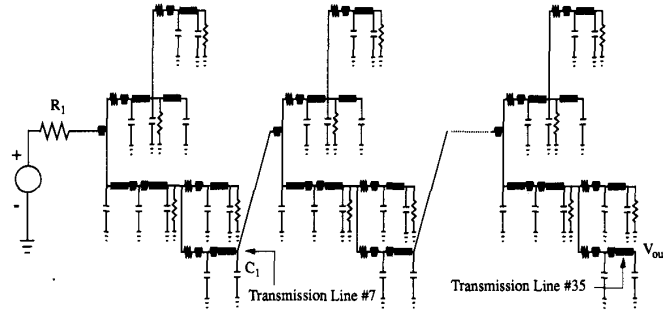 R1
+
-
C1
Transmission Line #7
Vou
Transmission Line #35